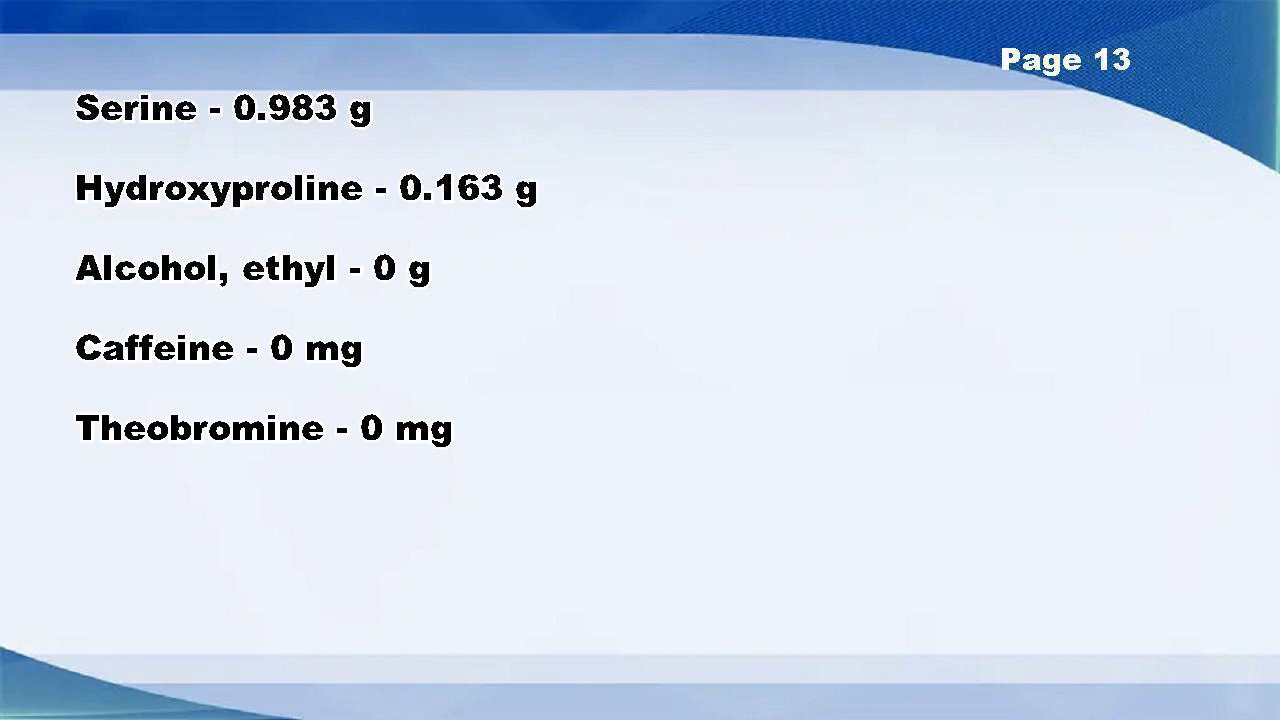 Page 13
Serine - 0.983 g
Hydroxyproline - 0.163 g
Alcohol, ethyl - 0 g
Caffeine - 0 mg
Theobromine - 0 mg